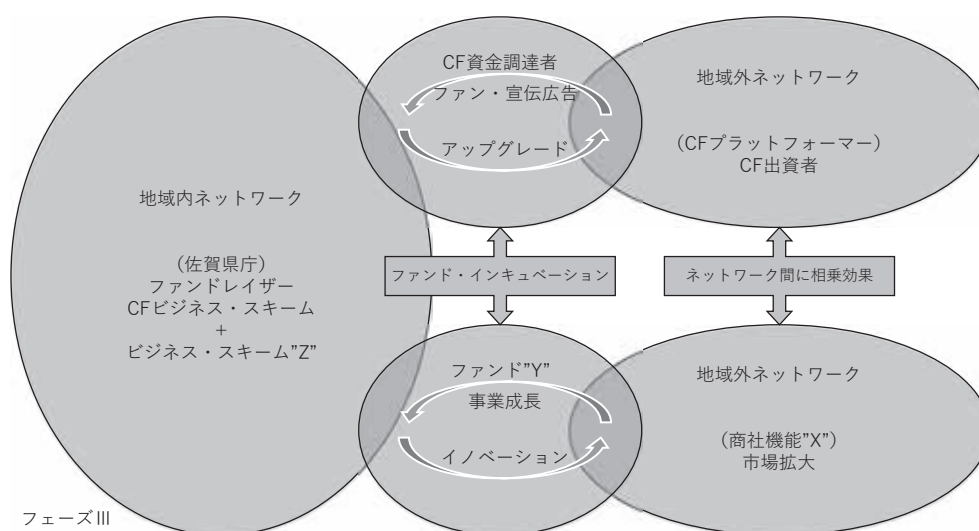 地域内ネットワーク
（佐賀県庁）
ファンドレイザー
CFビジネス・スキーム
+
ビジネス・スキーム”Z”
CF資金調達者
ファン・宣伝広告
アップグレード
地域外ネットワーク
（CFプラットフォーマー）
CF出資者
ファンド・インキュベーション
ネットワーク間に相乗効果
ファンド”Y”
事業成長
イノベーション
地域外ネットワーク
（商社機能”X”）
市場拡大
フェーズⅢ